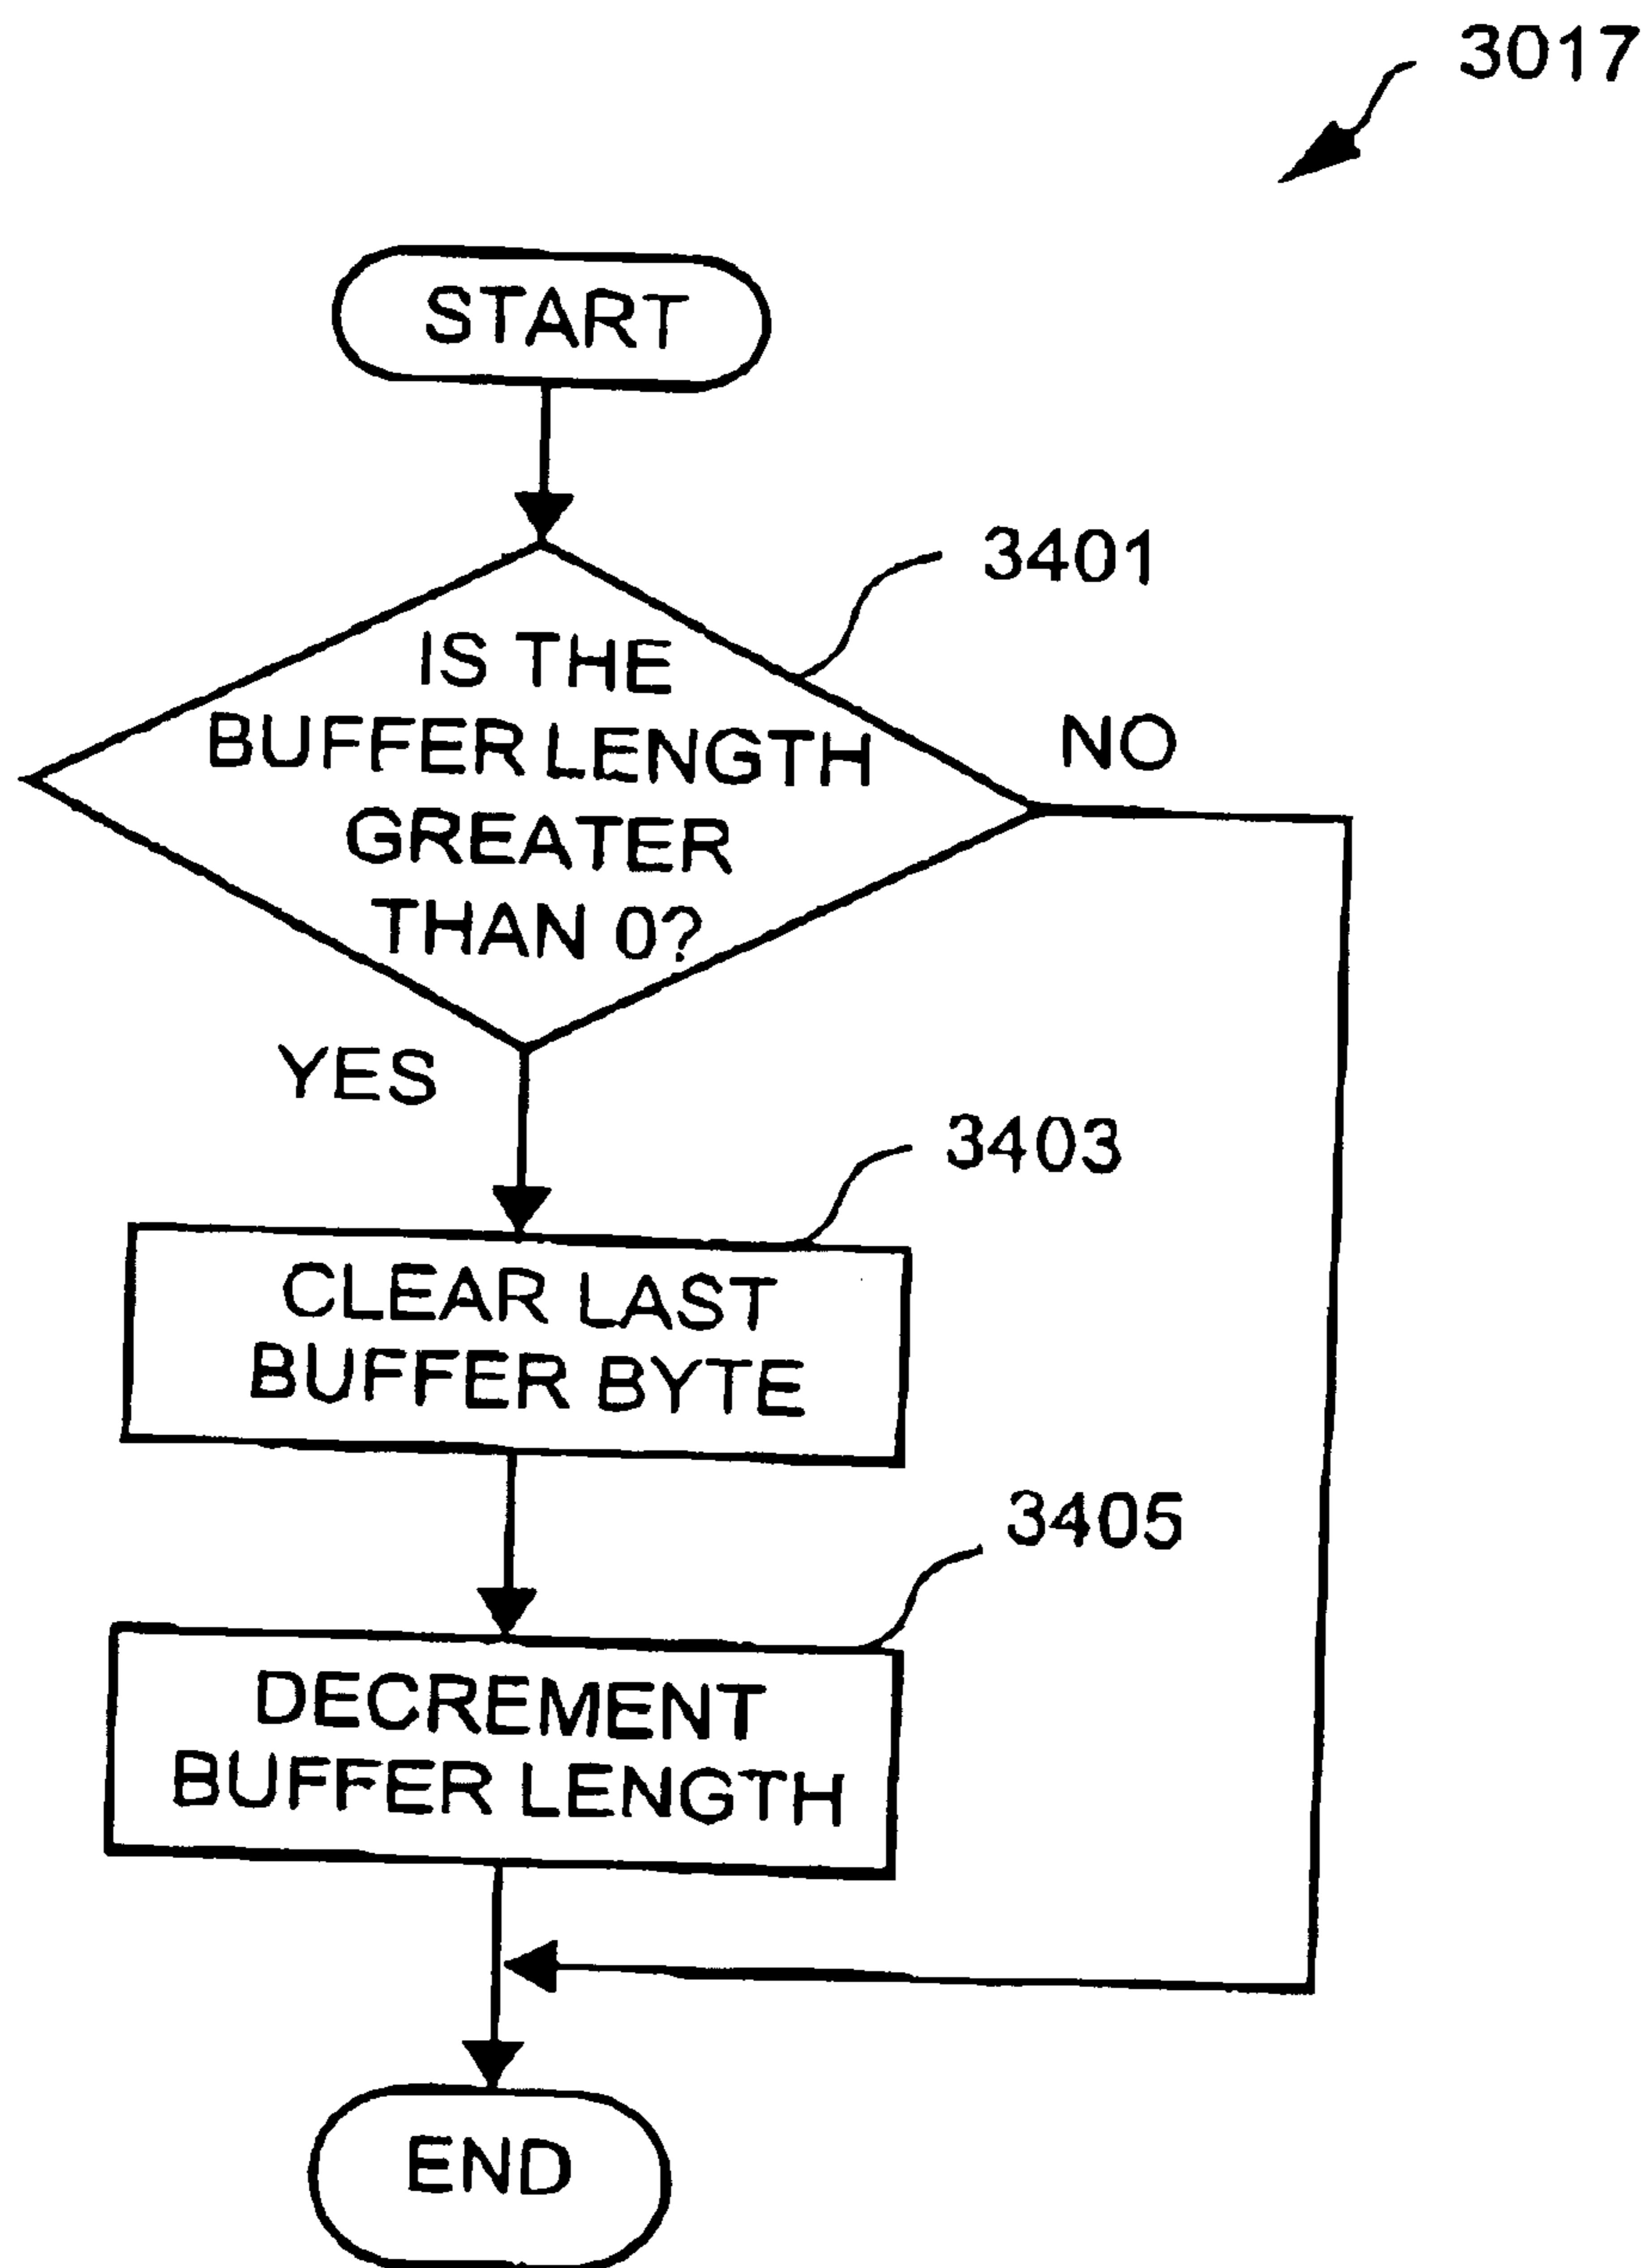 3017
START
3401
IS THE
BUFFER LENGTH
GREATER
THAN 0?
NO
YES
3403
CLEAR LAST
BUFFER BYTE
3405
DECREMENT
BUFFER LENGTH
END